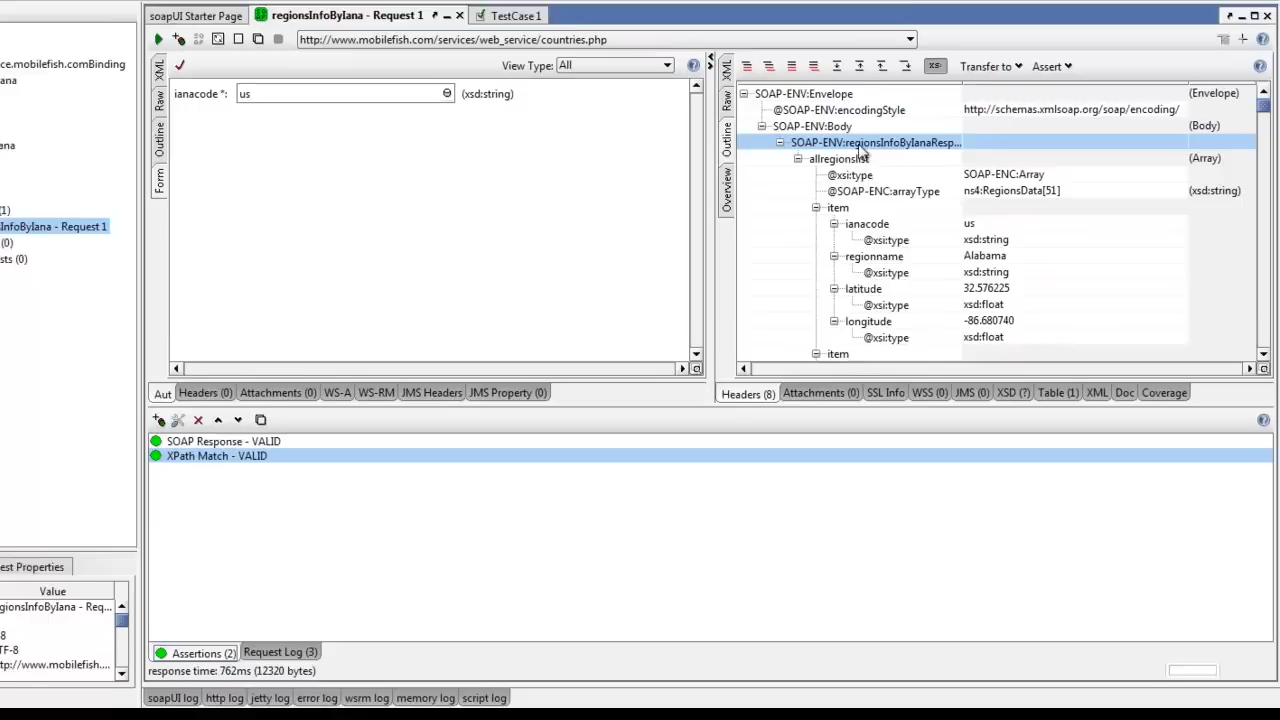 soapUI Starter Page
regionsInfoByIana - Request 1
TestCase 1
http://www.mobilefish.com/services/web_service/countries.php
ce.mobilefish.comBinding
ana
ana
(1)
sInfoByIana - Request 1
(0)
sts (0)
XML
Raw
Outline
Form
View Type: All
ianacode *: us (xsd:string)
Aut
Headers (0)
Attachments (0)
WS-A
WS-RM
JMS Headers
JMS Property (0)
XML
Raw
Outline
Overview
XS-
Transfer to
Assert
SOAP-ENV:Envelope (Envelope)
@SOAP-ENV:encodingStyle http://schemas.xmlsoap.org/soap/encoding/
SOAP-ENV:Body (Body)
SOAP-ENV:regionsInfoByIanaResp...
allregionslist (Array)
@xsi:type SOAP-ENC:Array
@SOAP-ENC:arrayType ns4:RegionsData[51] (xsd:string)
item
ianacode us
@xsi:type xsd:string
regionname Alabama
@xsi:type xsd:string
latitude 32.576225
@xsi:type xsd:float
longitude -86.680740
@xsi:type xsd:float
item
Headers (8)
Attachments (0)
SSL Info
WSS (0)
JMS (0)
XSD (?)
Table (1)
XML
Doc
Coverage
SOAP Response - VALID
XPath Match - VALID
est Properties
Value
gionsInfoByIana - Req...
-8
TF-8
ttp://www.mobilefish....
Assertions (2)
Request Log (3)
response time: 762ms (12320 bytes)
soapUI log
http log
jetty log
error log
wsrm log
memory log
script log